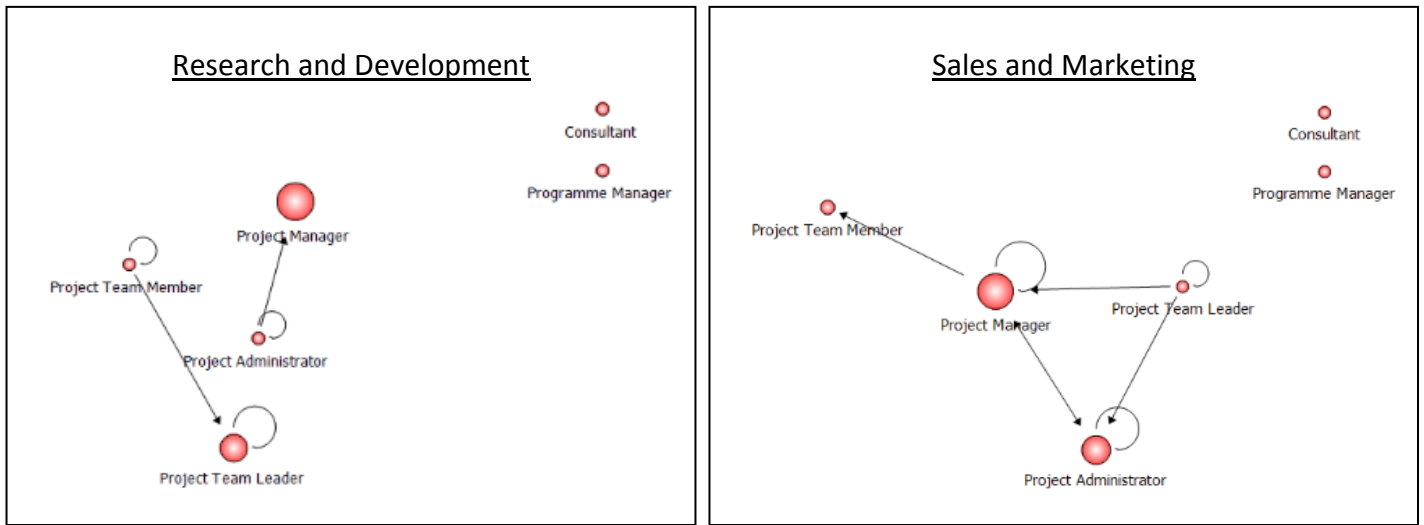 Research and Development
Consultant
Programme Manager
Project Manager
Project Team Member
Project Administrator
Project Team Leader
Sales and Marketing
Consultant
Programme Manager
Project Team Member
Project Team Leader
Project Manager
Project Administrator